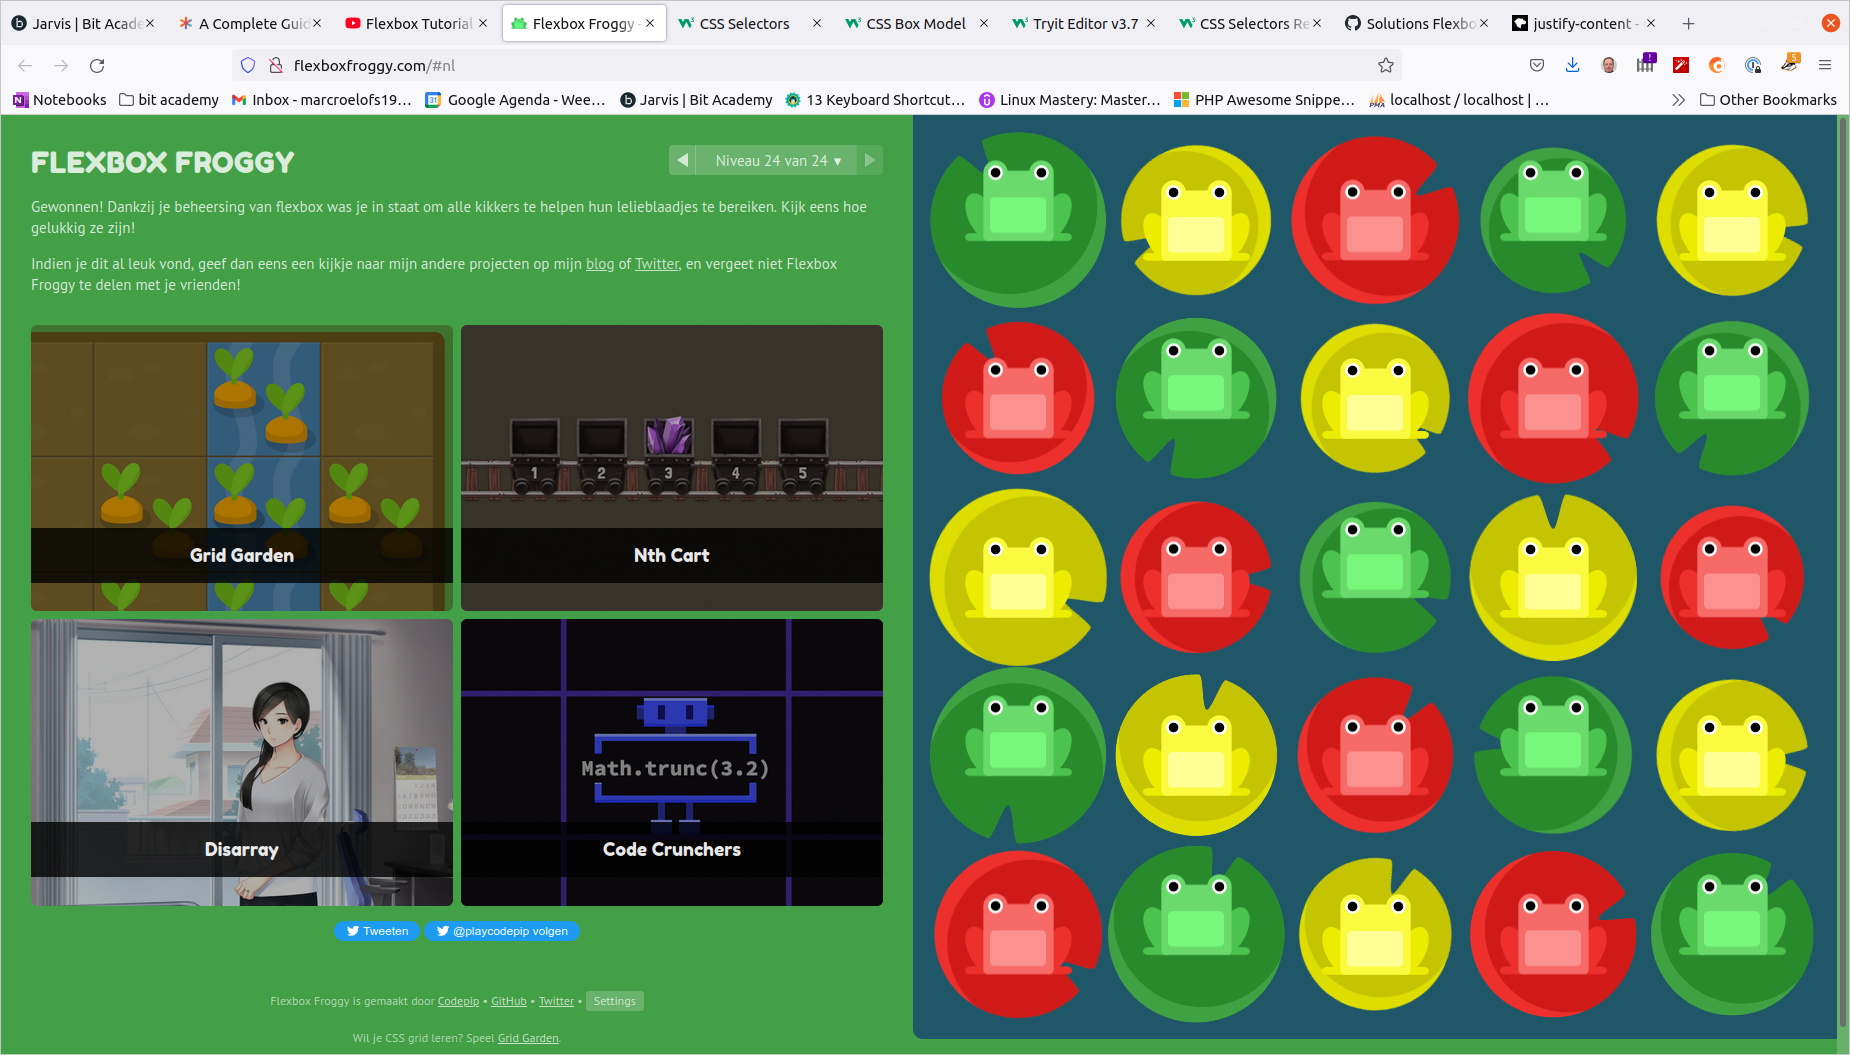 Jarvis | Bit Acade
A Complete Guid
Flexbox Tutorial
Flexbox Froggy -
CSS Selectors
CSS Box Model
Tryit Editor v3.7
CSS Selectors Re
Solutions Flexbo
justify-content -
flexboxfroggy.com/#nl
Notebooks
bit academy
Inbox - marcroelofs19…
Google Agenda - Wee…
Jarvis | Bit Academy
13 Keyboard Shortcut…
Linux Mastery: Master…
PHP Awesome Snippe…
localhost / localhost | …
Other Bookmarks
FLEXBOX FROGGY
Niveau 24 van 24 ▼
Gewonnen! Dankzij je beheersing van flexbox was je in staat om alle kikkers te helpen hun lelieblaadjes te bereiken. Kijk eens hoe
gelukkig ze zijn!
Indien je dit al leuk vond, geef dan eens een kijkje naar mijn andere projecten op mijn blog of Twitter, en vergeet niet Flexbox
Froggy te delen met je vrienden!
Grid Garden
1 2 3 4 5
Nth Cart
Disarray
Math.trunc(3.2)
Code Crunchers
Tweeten
@playcodepip volgen
Flexbox Froggy is gemaakt door Codepip • GitHub • Twitter • Settings
Wil je CSS grid leren? Speel Grid Garden.